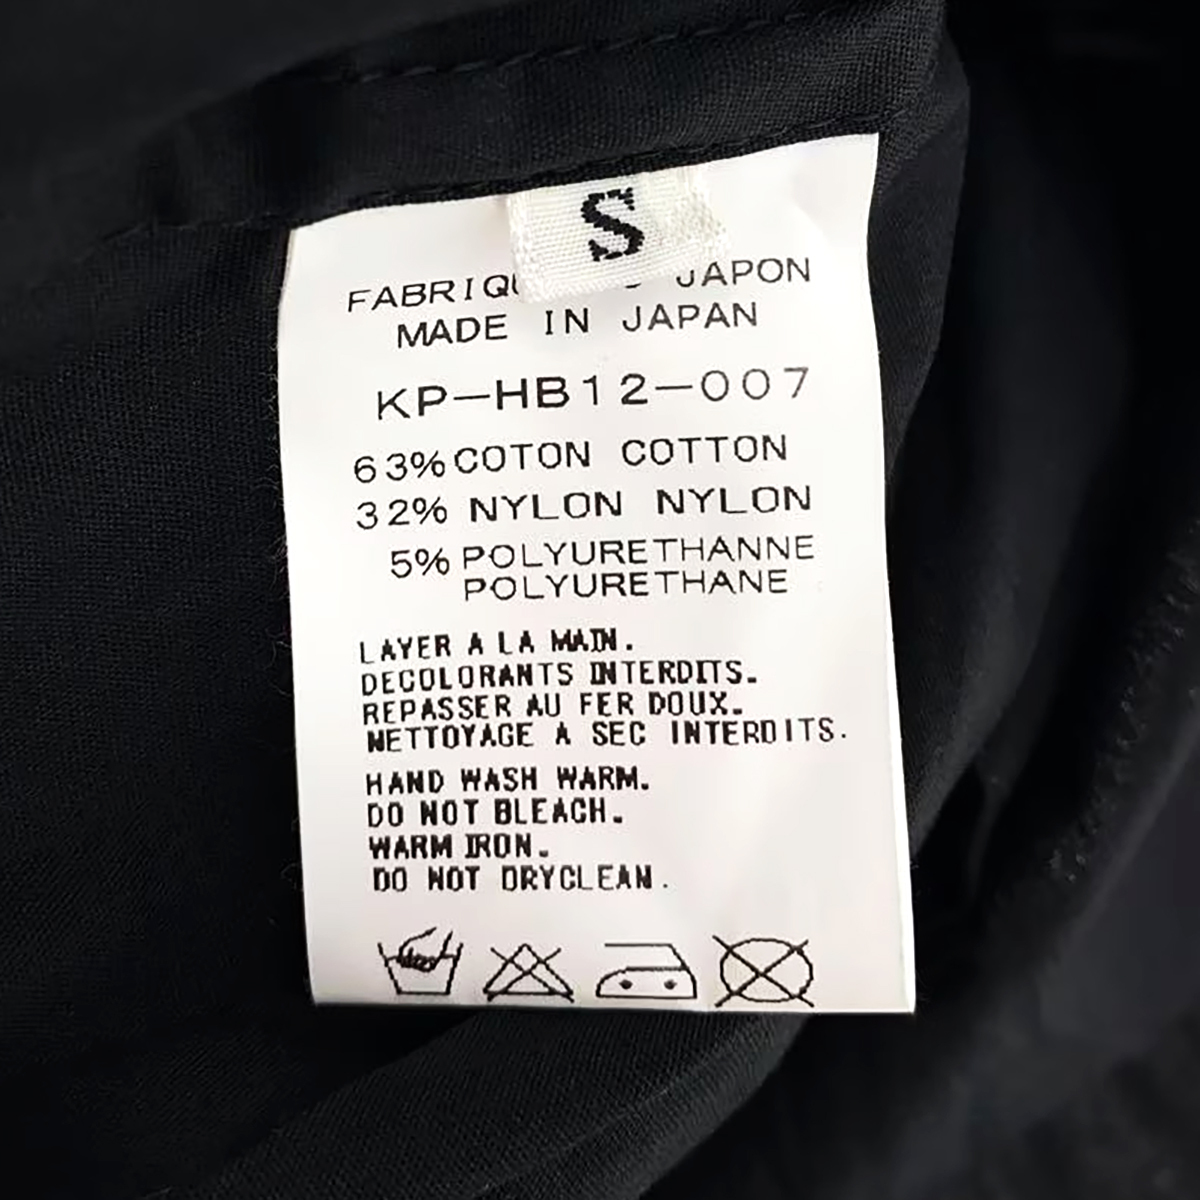 S
JAPON
MADE IN JAPAN
KP-HB12-007
63% COTON COTTON
32% NYLON NYLON
5% POLYURETHANNE
POLYURETHANE
LAYER A LA MAIN.
DECOLORANTS INTERDITS.
REPASSER AU FER DOUX.
NETTOYAGE A SEC INTERDITS.
HAND WASH WARM.
DO NOT BLEACH.
WARM IRON.
DO NOT DRYCLEAN.